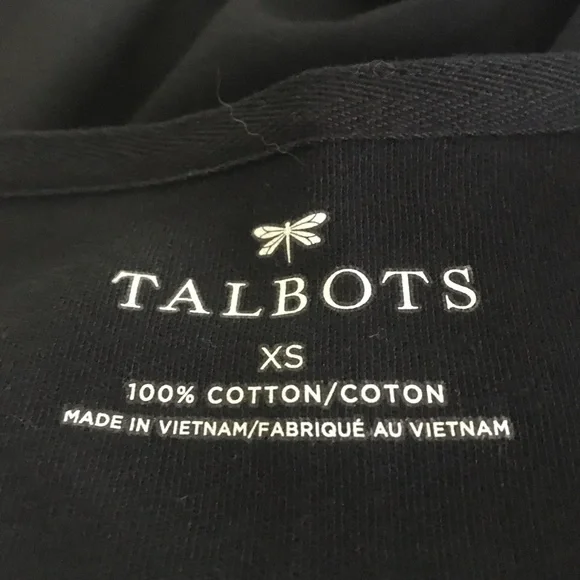 TALBOTS
XS
100% COTTON/COTON
MADE IN VIETNAM/FABRIQUÉ AU VIETNAM